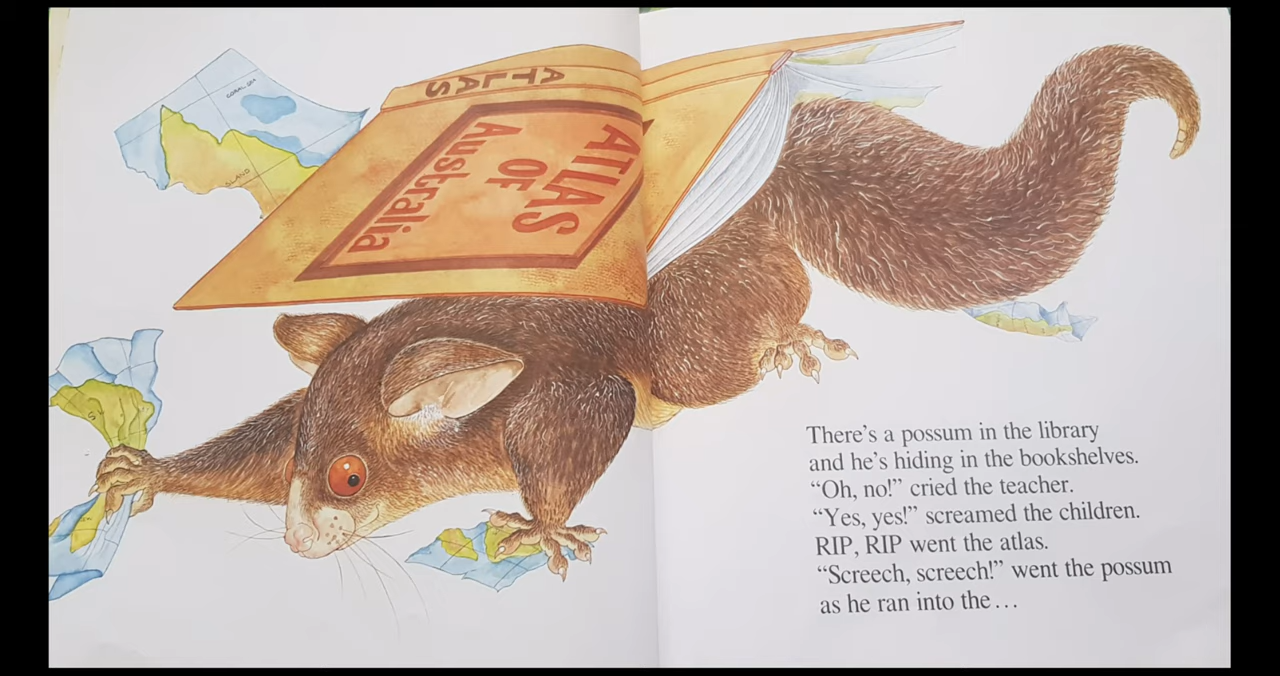 ATLAS
ATLAS
OF
Australia
CORAL SEA
There's a possum in the library
and he's hiding in the bookshelves.
“Oh, no!” cried the teacher.
“Yes, yes!” screamed the children.
RIP, RIP went the atlas.
“Screech, screech!” went the possum
as he ran into the...